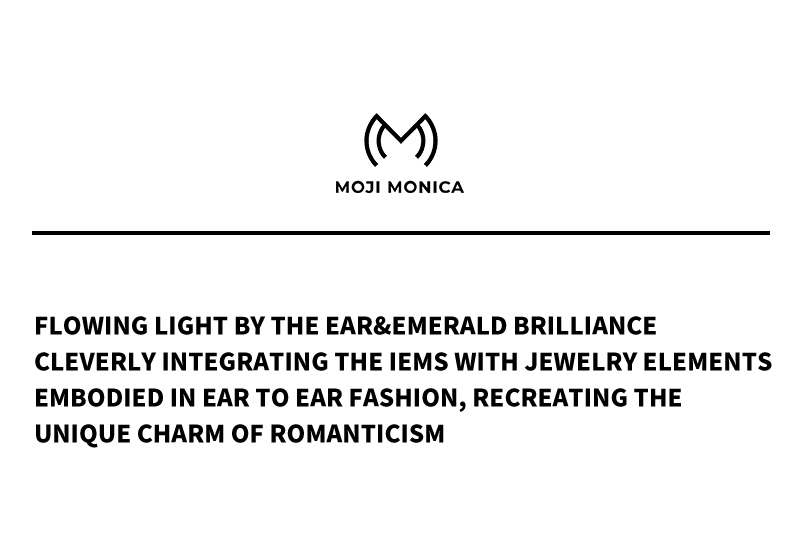 MOJI MONICA
FLOWING LIGHT BY THE EAR&EMERALD BRILLIANCE
CLEVERLY INTEGRATING THE IEMS WITH JEWELRY ELEMENTS
EMBODIED IN EAR TO EAR FASHION, RECREATING THE
UNIQUE CHARM OF ROMANTICISM